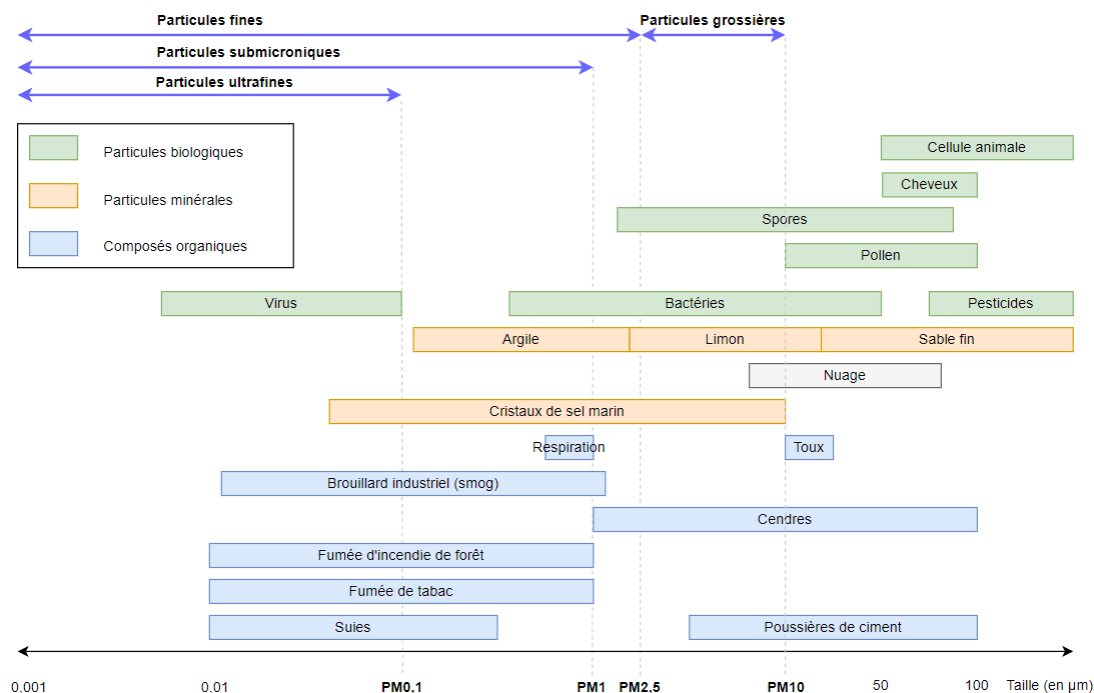 Particules fines
Particules grossières
Particules submicroniques
Particules ultrafines
Particules biologiques
Particules minérales
Composés organiques
Cellule animale
Cheveux
Spores
Pollen
Virus
Bactéries
Pesticides
Argile
Limon
Sable fin
Nuage
Cristaux de sel marin
Respiration
Toux
Brouillard industriel (smog)
Cendres
Fumée d'incendie de forêt
Fumée de tabac
Suies
Poussières de ciment
0.001
0.01
PM0,1
PM1
PM2,5
PM10
50
100
Taille (en µm)